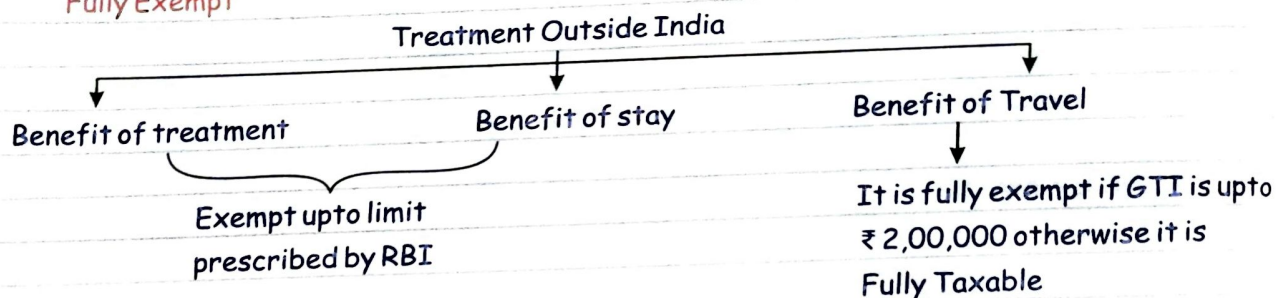 Fully Exempt
Treatment Outside India
Benefit of treatment
Benefit of stay
Benefit of Travel
Exempt upto limit
prescribed by RBI
It is fully exempt if GTI is upto
₹ 2,00,000 otherwise it is
Fully Taxable